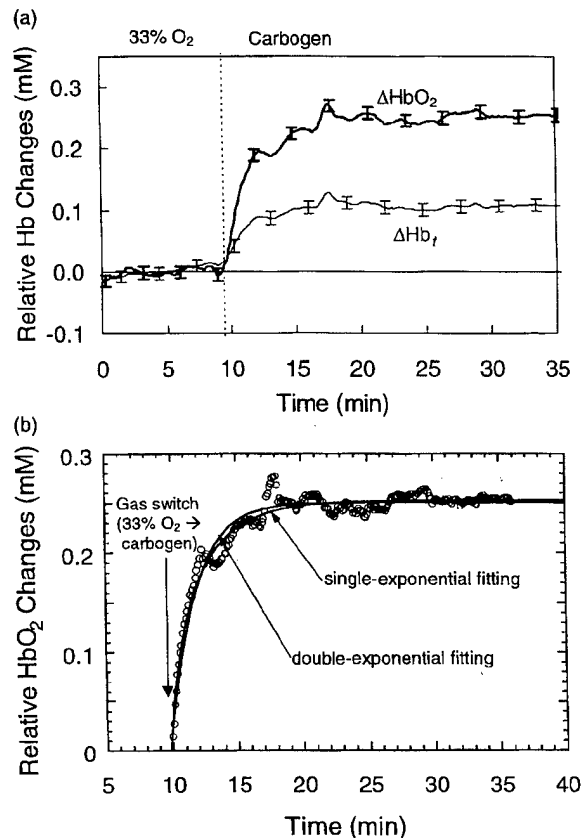 (a)
33% O₂ Carbogen
Relative Hb Changes (mM)
0.3
0.2
0.1
0.0
-0.1
ΔHbO₂
ΔHbₜ
0 5 10 15 20 25 30 35
Time (min)
(b)
Relative HbO₂ Changes (mM)
0.3
0.2
0.1
0
Gas switch
(33% O₂ →
carbogen)
single-exponential fitting
double-exponential fitting
5 10 15 20 25 30 35 40
Time (min)